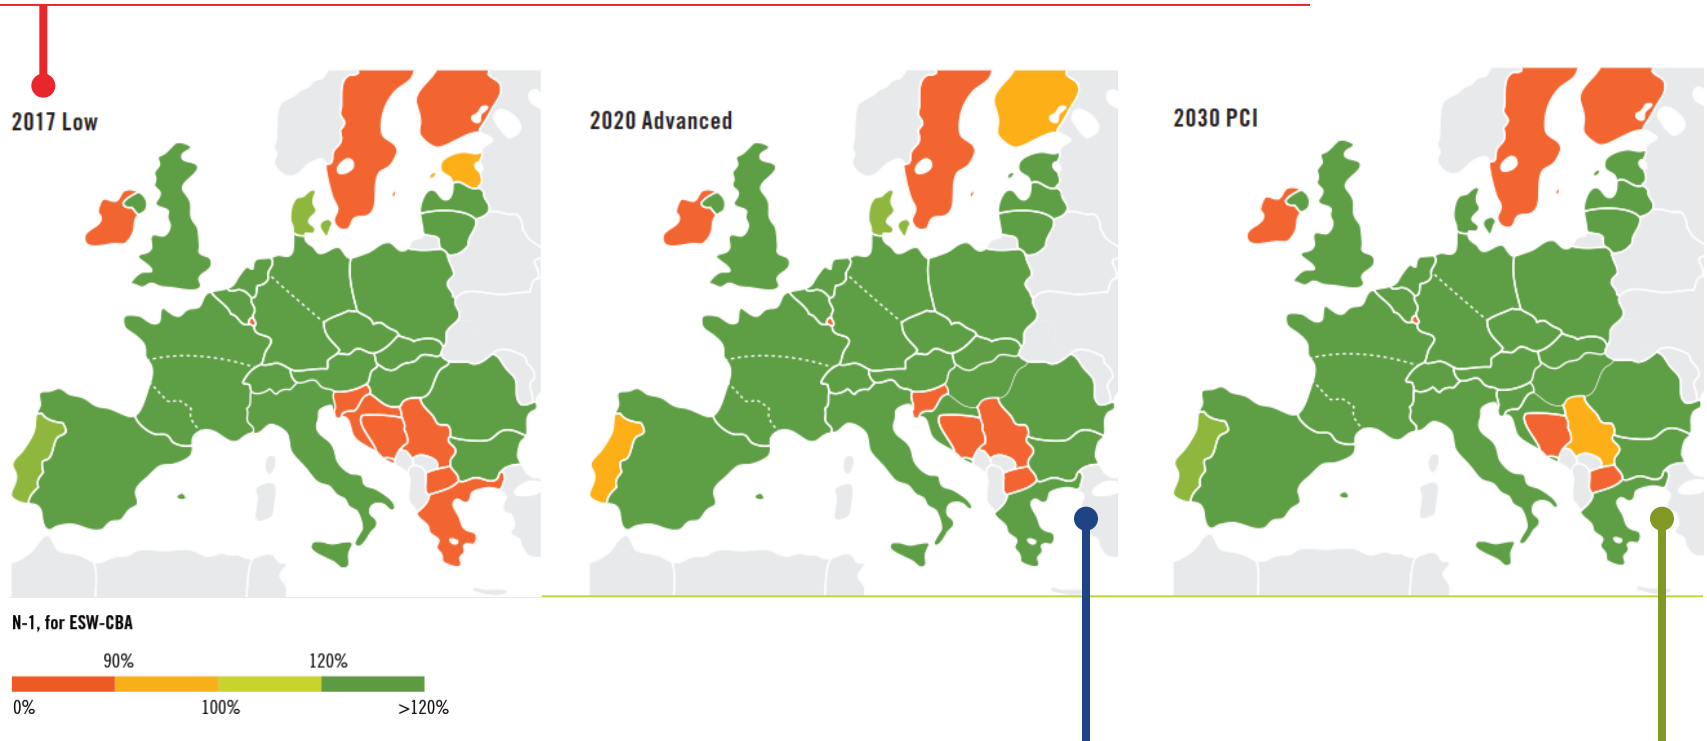 2017 Low
2020 Advanced
2030 PCI
N-1, for ESW-CBA
90% 120%
0% 100% >120%